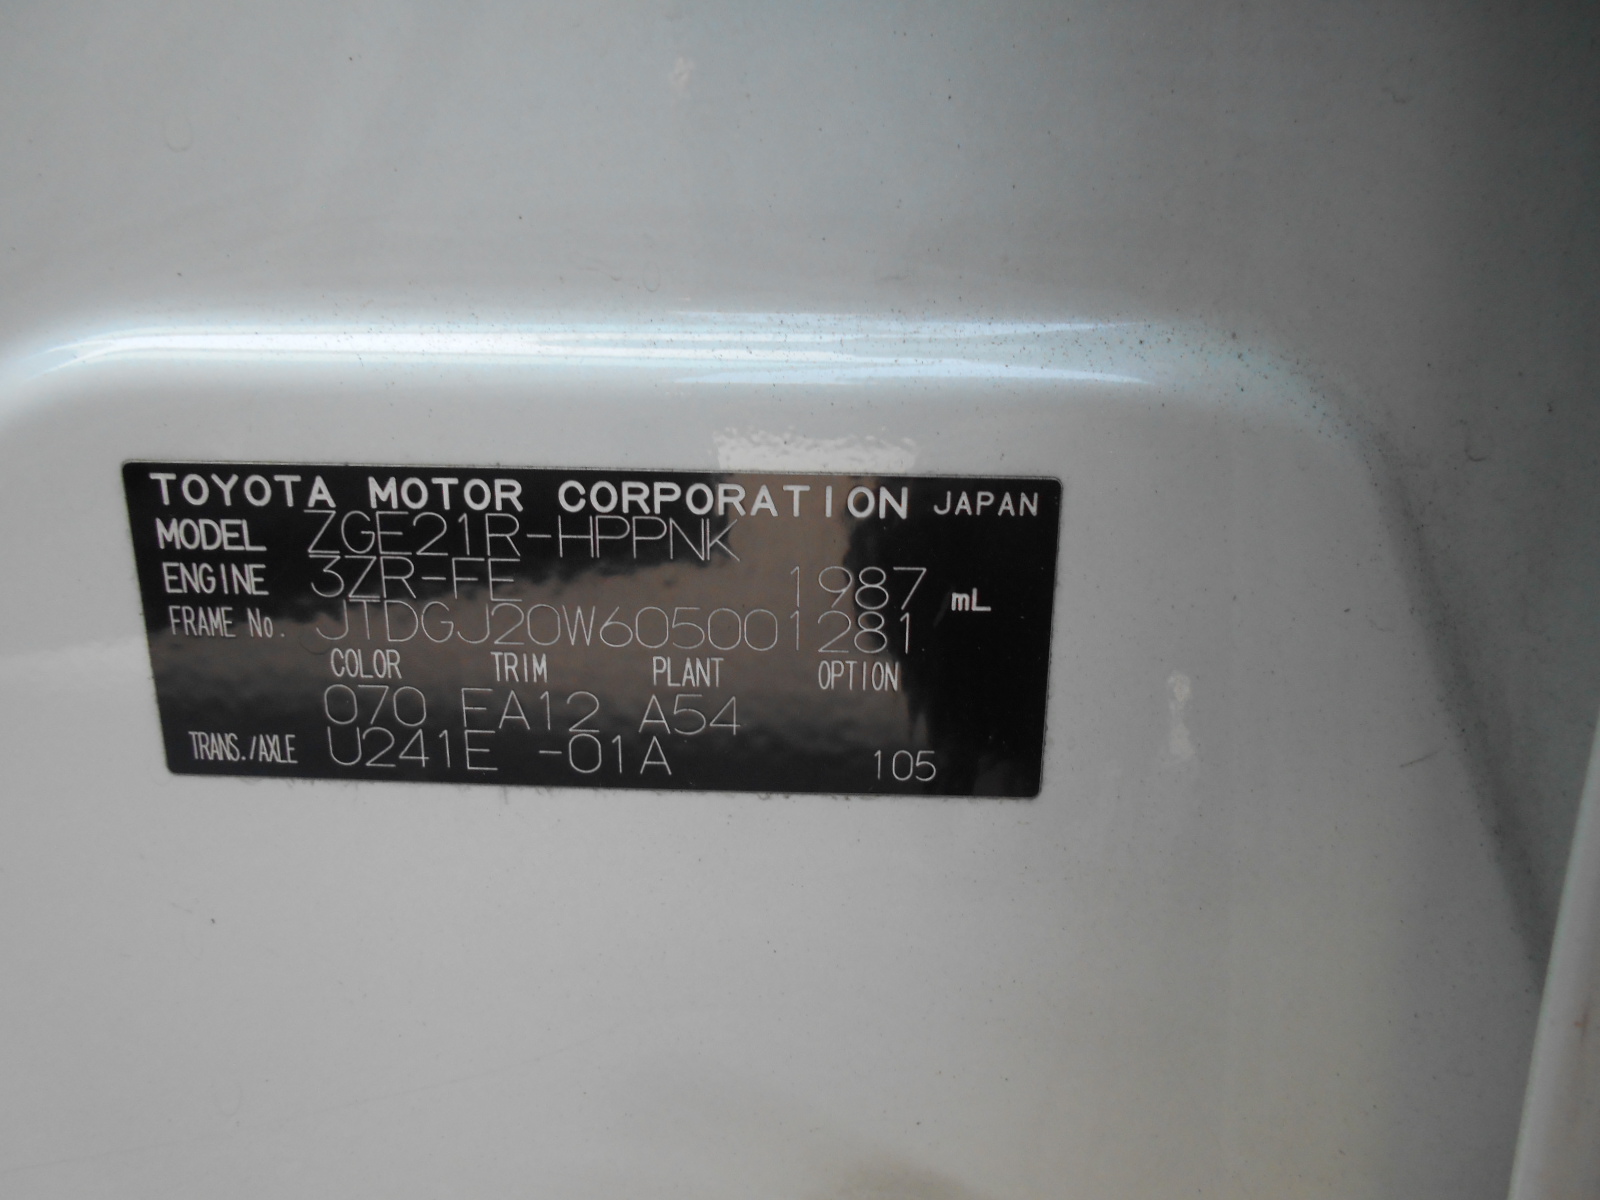 TOYOTA MOTOR CORPORATION JAPAN
MODEL ZGE21R-HPPNK
ENGINE 3ZR-FE 1987 mL
FRAME No. JTDGJ20W605001281
COLOR TRIM PLANT OPTION
070 EA12 A54
TRANS./AXLE U241E -01A 105